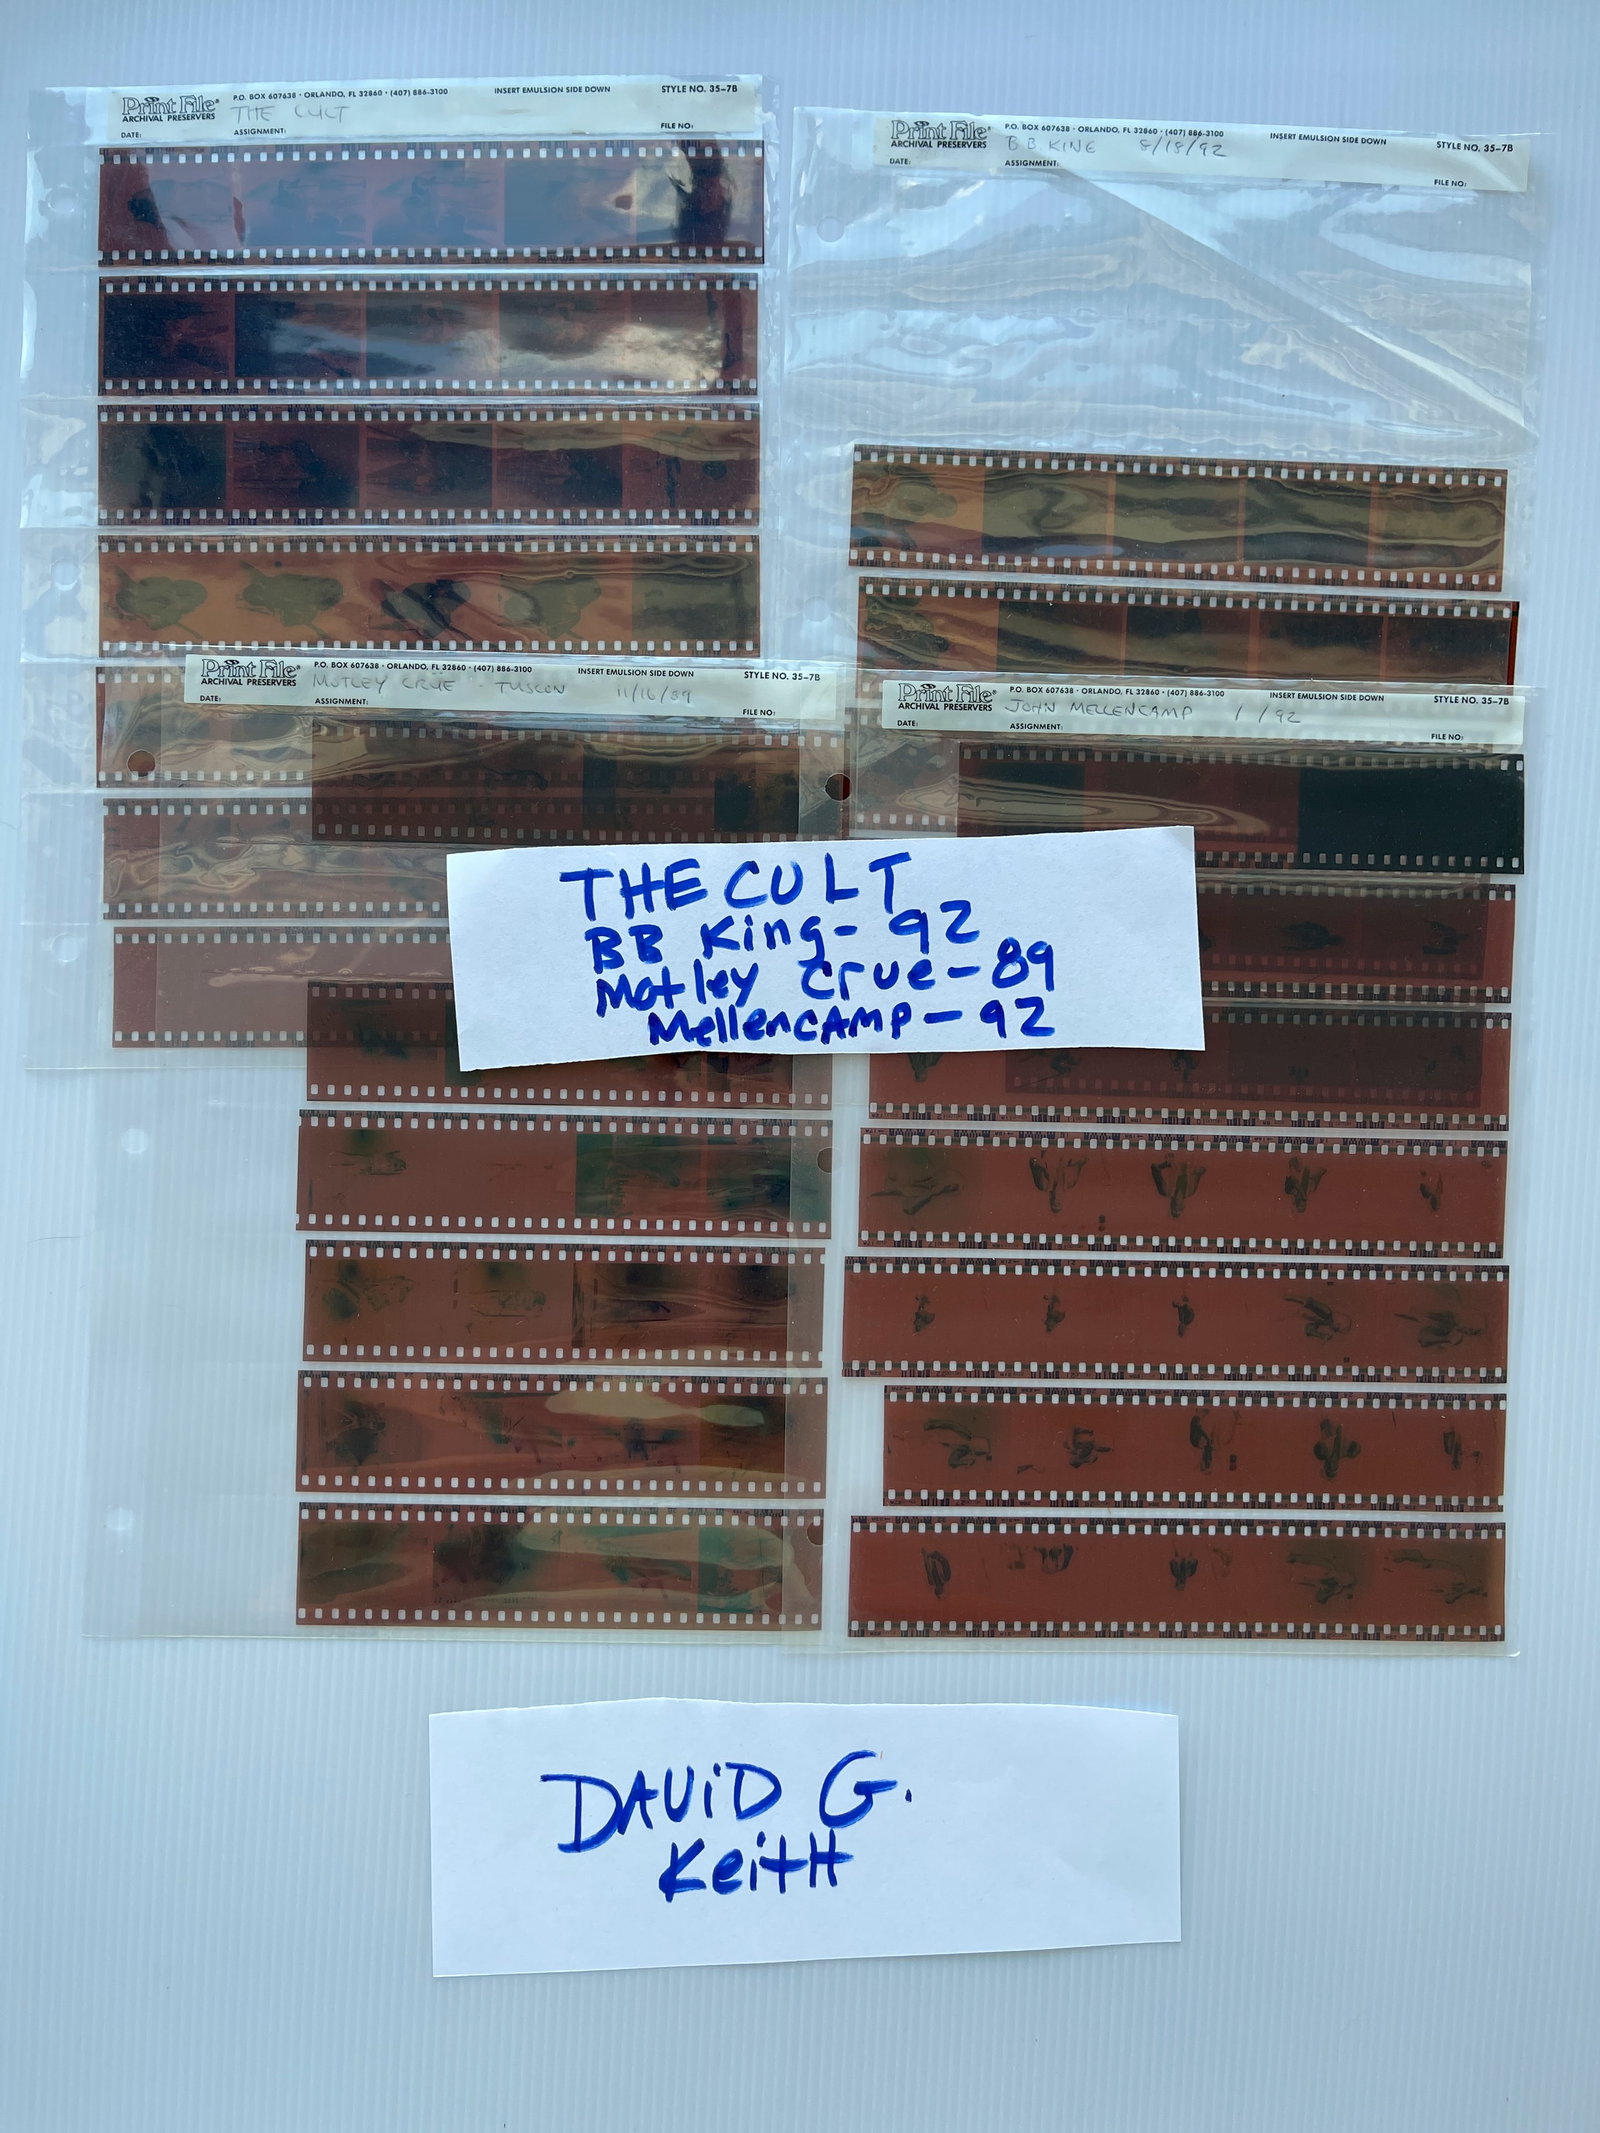 Print File®
ARCHIVAL PRESERVERS
P.O. BOX 607638 • ORLANDO, FL 32860 • (407) 886-3100
INSERT EMULSION SIDE DOWN
STYLE NO. 35-7B
THE CULT
DATE:
ASSIGNMENT:
FILE NO:
Print File®
ARCHIVAL PRESERVERS
P.O. BOX 607638 • ORLANDO, FL 32860 • (407) 886-3100
INSERT EMULSION SIDE DOWN
STYLE NO. 35-7B
BB KING 8/18/92
DATE:
ASSIGNMENT:
FILE NO:
Print File®
ARCHIVAL PRESERVERS
P.O. BOX 607638 • ORLANDO, FL 32860 • (407) 886-3100
INSERT EMULSION SIDE DOWN
STYLE NO. 35-7B
MOTLEY CRÜE - TUSCON 11/16/89
DATE:
ASSIGNMENT:
FILE NO:
Print File®
ARCHIVAL PRESERVERS
P.O. BOX 607638 • ORLANDO, FL 32860 • (407) 886-3100
INSERT EMULSION SIDE DOWN
STYLE NO. 35-7B
JOHN MELLENCAMP 1 /92
DATE:
ASSIGNMENT:
FILE NO:
THE CULT
BB King- 92
Motley Crue-89
MellencAmp-92
DAViD G.
KeitH